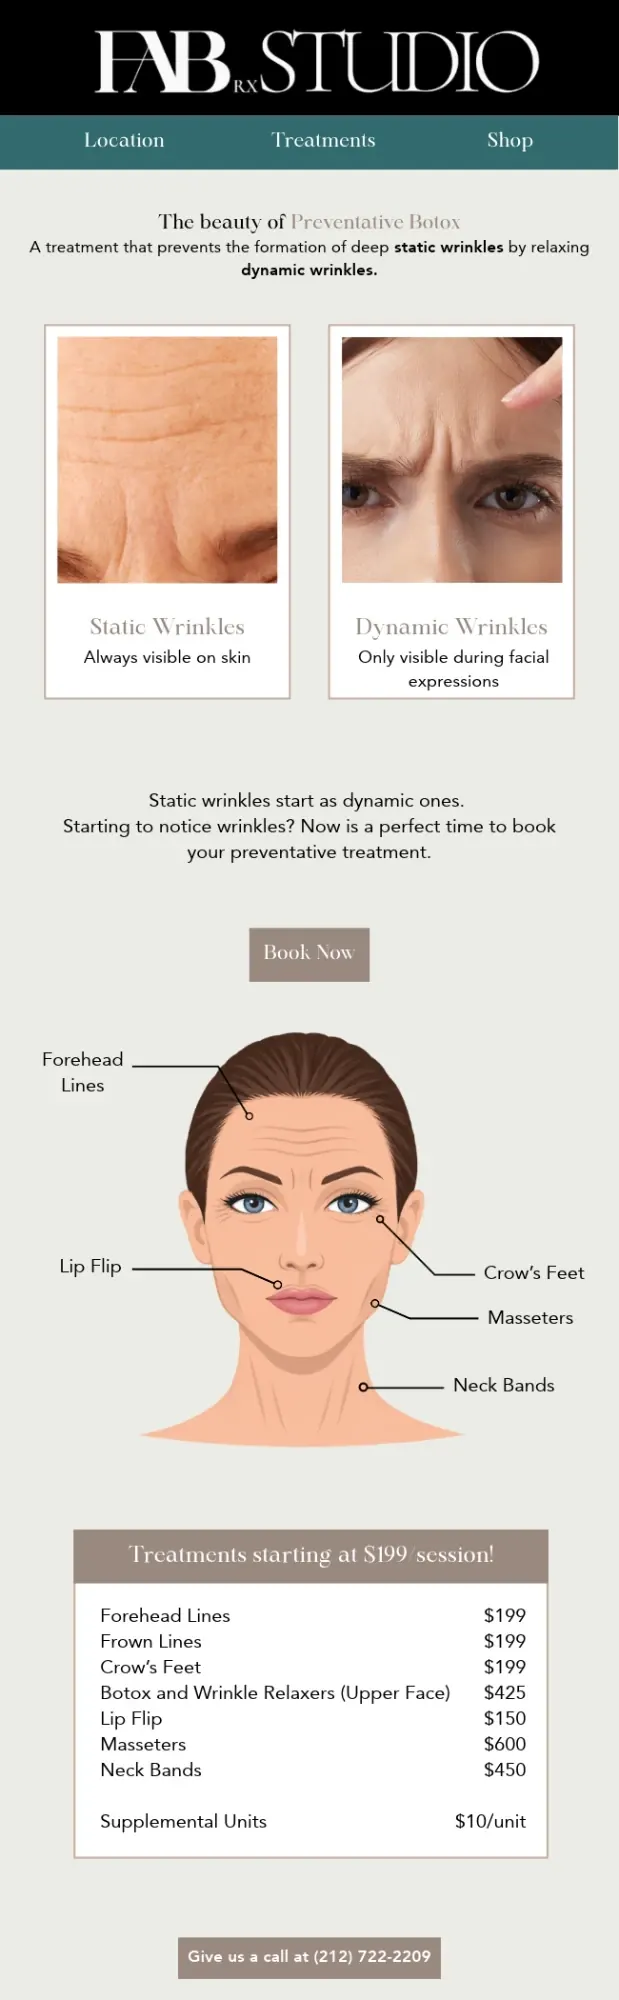 FAB RX STUDIO
Location Treatments Shop
The beauty of Preventative Botox
A treatment that prevents the formation of deep static wrinkles by relaxing
dynamic wrinkles.
Static Wrinkles
Always visible on skin
Dynamic Wrinkles
Only visible during facial
expressions
Static wrinkles start as dynamic ones.
Starting to notice wrinkles? Now is a perfect time to book
your preventative treatment.
Book Now
Forehead
Lines
Lip Flip
Crow's Feet
Masseters
Neck Bands
Treatments starting at $199/session!
Forehead Lines $199
Frown Lines $199
Crow's Feet $199
Botox and Wrinkle Relaxers (Upper Face) $425
Lip Flip $150
Masseters $600
Neck Bands $450
Supplemental Units $10/unit
Give us a call at (212) 722-2209